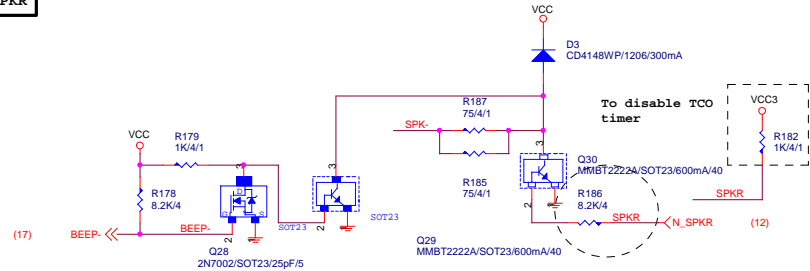 PKR
VCC
D3
CD4148WP/1206/300mA
R187
75/4/1
SPK-
To disable TCO
timer
VCC3
R182
1K/4/1
VCC
R179
1K/4/1
3
3
3
Q30
MMBT2222A/SOT23/600mA/40
R178
8.2K/4
D
G
S
R185
75/4/1
R186
8.2K/4
SPKR
SOT23
SOT23
2
2
2
SPKR
N_SPKR
(12)
(17)
BEEP-
BEEP-
Q28
2N7002/SOT23/25pF/5
Q29
MMBT2222A/SOT23/600mA/40